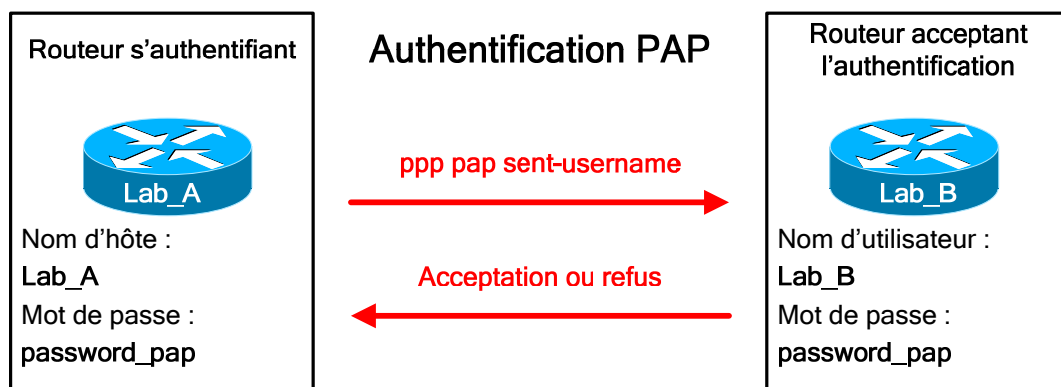 Routeur s’authentifiant
Lab_A
Nom d’hôte :
Lab_A
Mot de passe :
password_pap
Authentification PAP
ppp pap sent-username
Acceptation ou refus
Routeur acceptant
l’authentification
Lab_B
Nom d’utilisateur :
Lab_B
Mot de passe :
password_pap